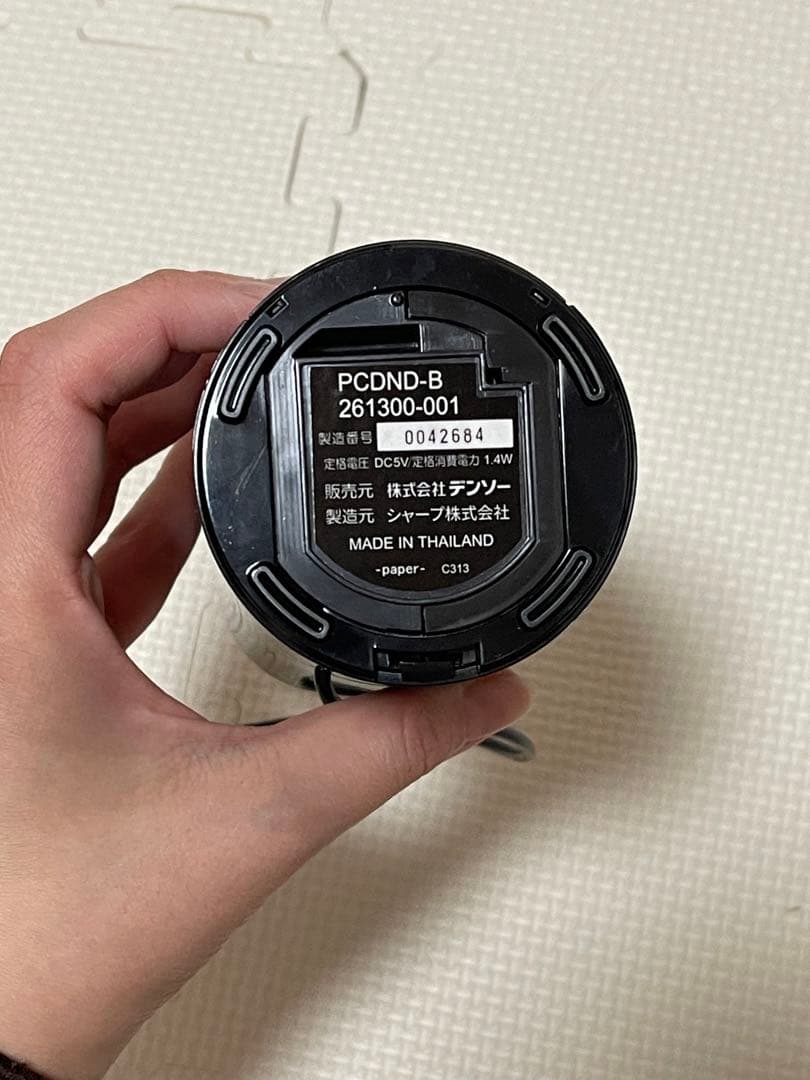 PCDND-B
261300-001
製造番号 0042684
定格電圧 DC5V/定格消費電力 1.4W
販売元 株式会社デンソー
製造元 シャープ株式会社
MADE IN THAILAND
-paper- C313